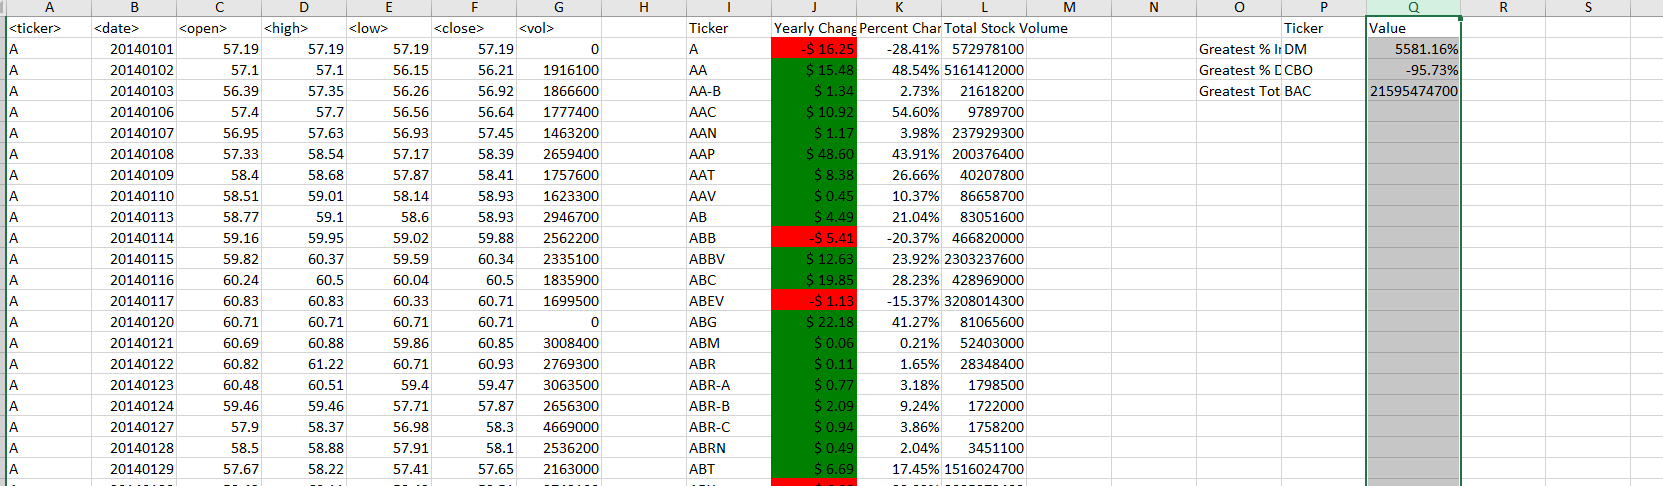 A B C D E F G H I J K L M N O P Q R S
<ticker> <date> <open> <high> <low> <close> <vol> Ticker Yearly Chang Percent Char Total Stock Volume Ticker Value
A 20140101 57.19 57.19 57.19 57.19 0 A -$ 16.25 -28.41% 572978100 Greatest % I DM 5581.16%
A 20140102 57.1 57.1 56.15 56.21 1916100 AA $ 15.48 48.54% 5161412000 Greatest % D CBO -95.73%
A 20140103 56.39 57.35 56.26 56.92 1866600 AA-B $ 1.34 2.73% 21618200 Greatest Tot BAC 21595474700
A 20140106 57.4 57.7 56.56 56.64 1777400 AAC $ 10.92 54.60% 9789700
A 20140107 56.95 57.63 56.93 57.45 1463200 AAN $ 1.17 3.98% 237929300
A 20140108 57.33 58.54 57.17 58.39 2659400 AAP $ 48.60 43.91% 200376400
A 20140109 58.4 58.68 57.87 58.41 1757600 AAT $ 8.38 26.66% 40207800
A 20140110 58.51 59.01 58.14 58.93 1623300 AAV $ 0.45 10.37% 86658700
A 20140113 58.77 59.1 58.6 58.93 2946700 AB $ 4.49 21.04% 83051600
A 20140114 59.16 59.95 59.02 59.88 2562200 ABB -$ 5.41 -20.37% 466820000
A 20140115 59.82 60.37 59.59 60.34 2335100 ABBV $ 12.63 23.92% 2303237600
A 20140116 60.24 60.5 60.04 60.5 1835900 ABC $ 19.85 28.23% 428969000
A 20140117 60.83 60.83 60.33 60.71 1699500 ABEV -$ 1.13 -15.37% 3208014300
A 20140120 60.71 60.71 60.71 60.71 0 ABG $ 22.18 41.27% 81065600
A 20140121 60.69 60.88 59.86 60.85 3008400 ABM $ 0.06 0.21% 52403000
A 20140122 60.82 61.22 60.71 60.93 2769300 ABR $ 0.11 1.65% 28348400
A 20140123 60.48 60.51 59.4 59.47 3063500 ABR-A $ 0.77 3.18% 1798500
A 20140124 59.46 59.46 57.71 57.87 2656300 ABR-B $ 2.09 9.24% 1722000
A 20140127 57.9 58.37 56.98 58.3 4669000 ABR-C $ 0.94 3.86% 1758200
A 20140128 58.5 58.88 57.91 58.1 2536200 ABRN $ 0.49 2.04% 3451100
A 20140129 57.67 58.22 57.41 57.65 2163000 ABT $ 6.69 17.45% 1516024700